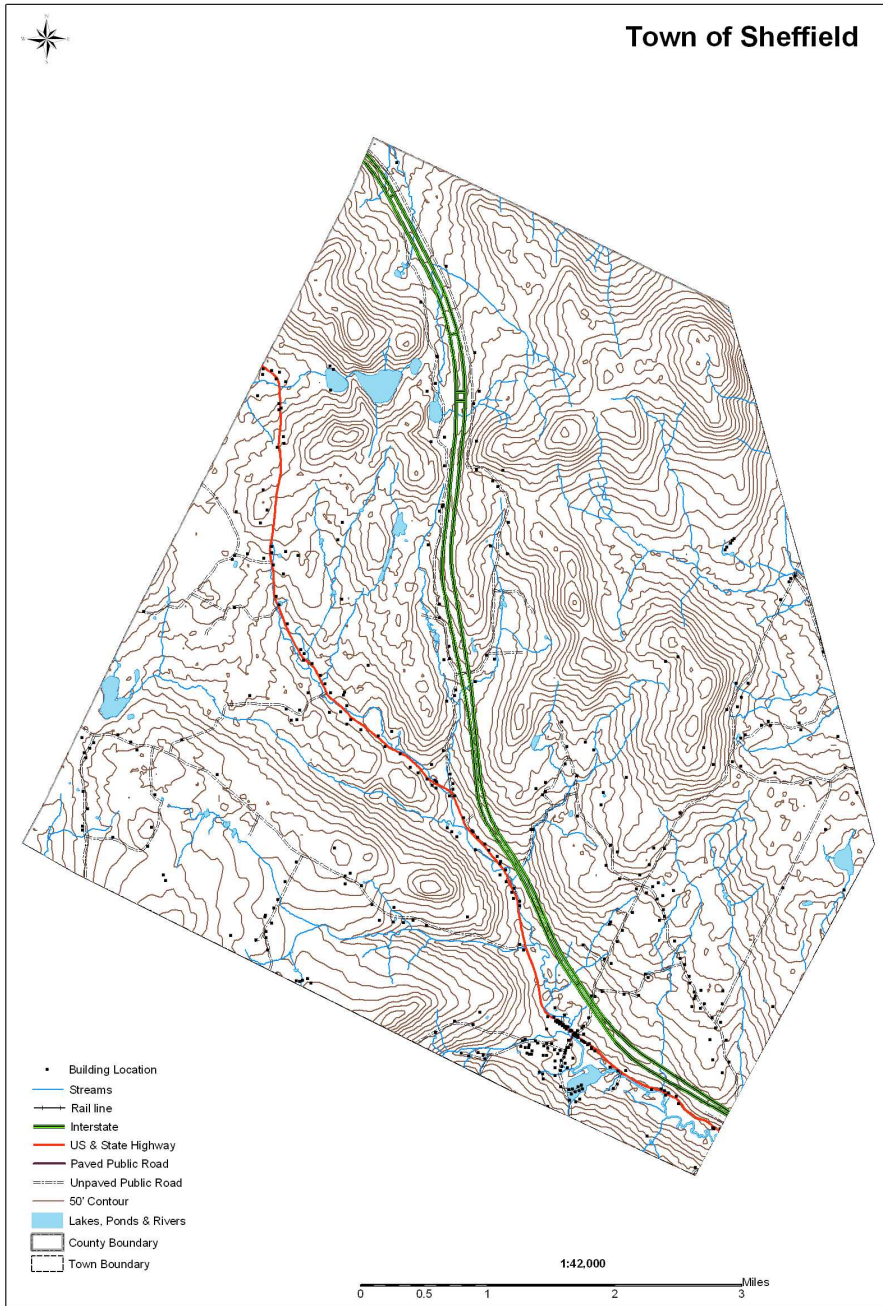 Town of Sheffield
N
W
E
S
Building Location
Streams
Rail line
Interstate
US & State Highway
Paved Public Road
Unpaved Public Road
50' Contour
Lakes, Ponds & Rivers
County Boundary
Town Boundary
1:42,000
Miles
0 0.5 1 2 3